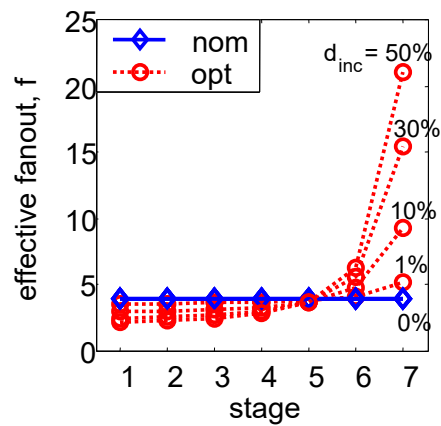 effective fanout, f
25
20
15
10
5
0
nom
opt
d_inc = 50%
30%
10%
1%
0%
1 2 3 4 5 6 7
stage